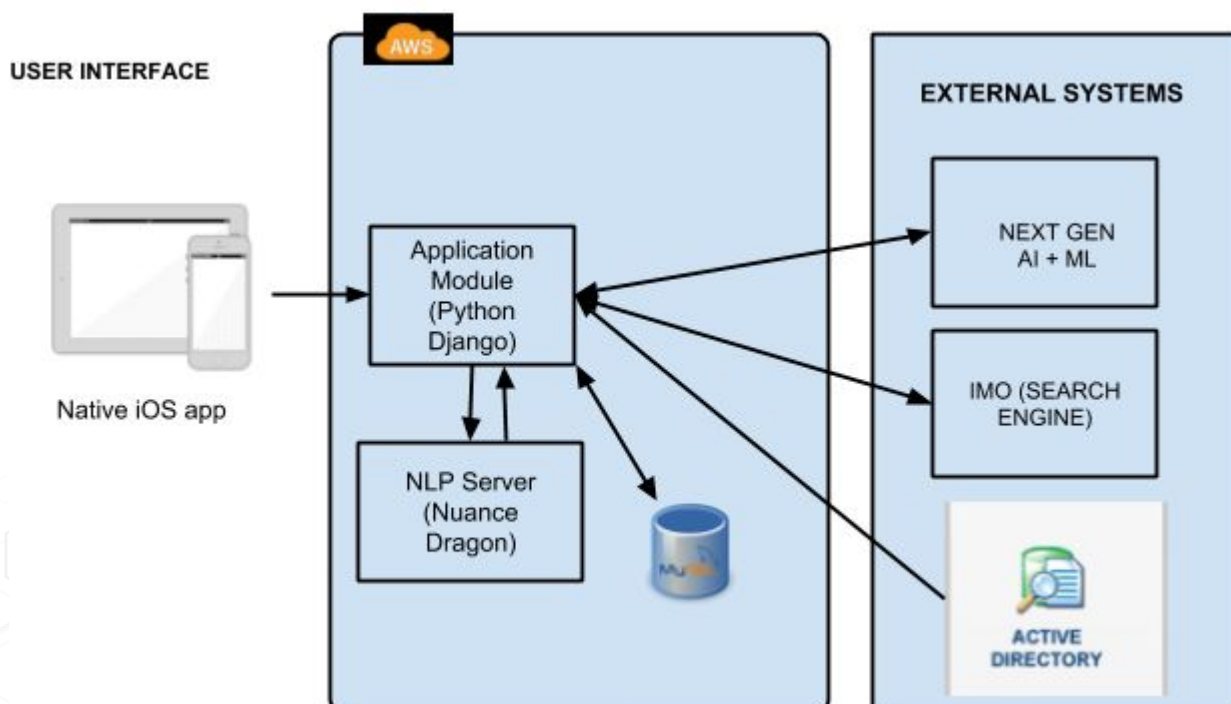 AWS
USER INTERFACE
EXTERNAL SYSTEMS
Application
Module
(Python
Django)
NEXT GEN
AI + ML
Native iOS app
IMO (SEARCH
ENGINE)
NLP Server
(Nuance
Dragon)
MySQL
ACTIVE
DIRECTORY